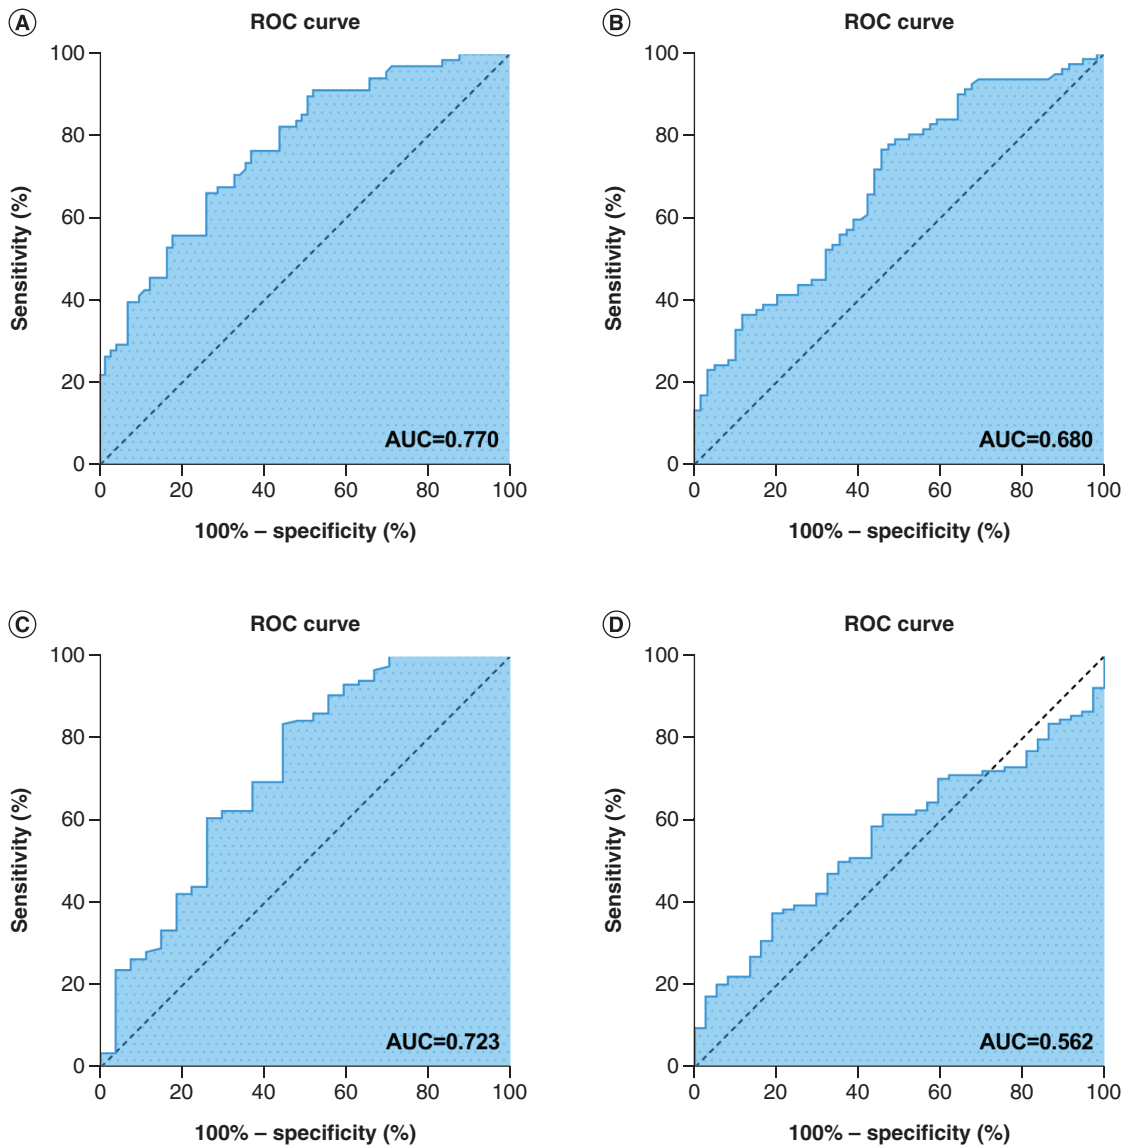 A
ROC curve
100
80
60
40
20
0
Sensitivity (%)
AUC=0.770
0 20 40 60 80 100
100% – specificity (%)
B
ROC curve
100
80
60
40
20
0
Sensitivity (%)
AUC=0.680
0 20 40 60 80 100
100% – specificity (%)
C
ROC curve
100
80
60
40
20
0
Sensitivity (%)
AUC=0.723
0 20 40 60 80 100
100% – specificity (%)
D
ROC curve
100
80
60
40
20
0
Sensitivity (%)
AUC=0.562
0 20 40 60 80 100
100% – specificity (%)